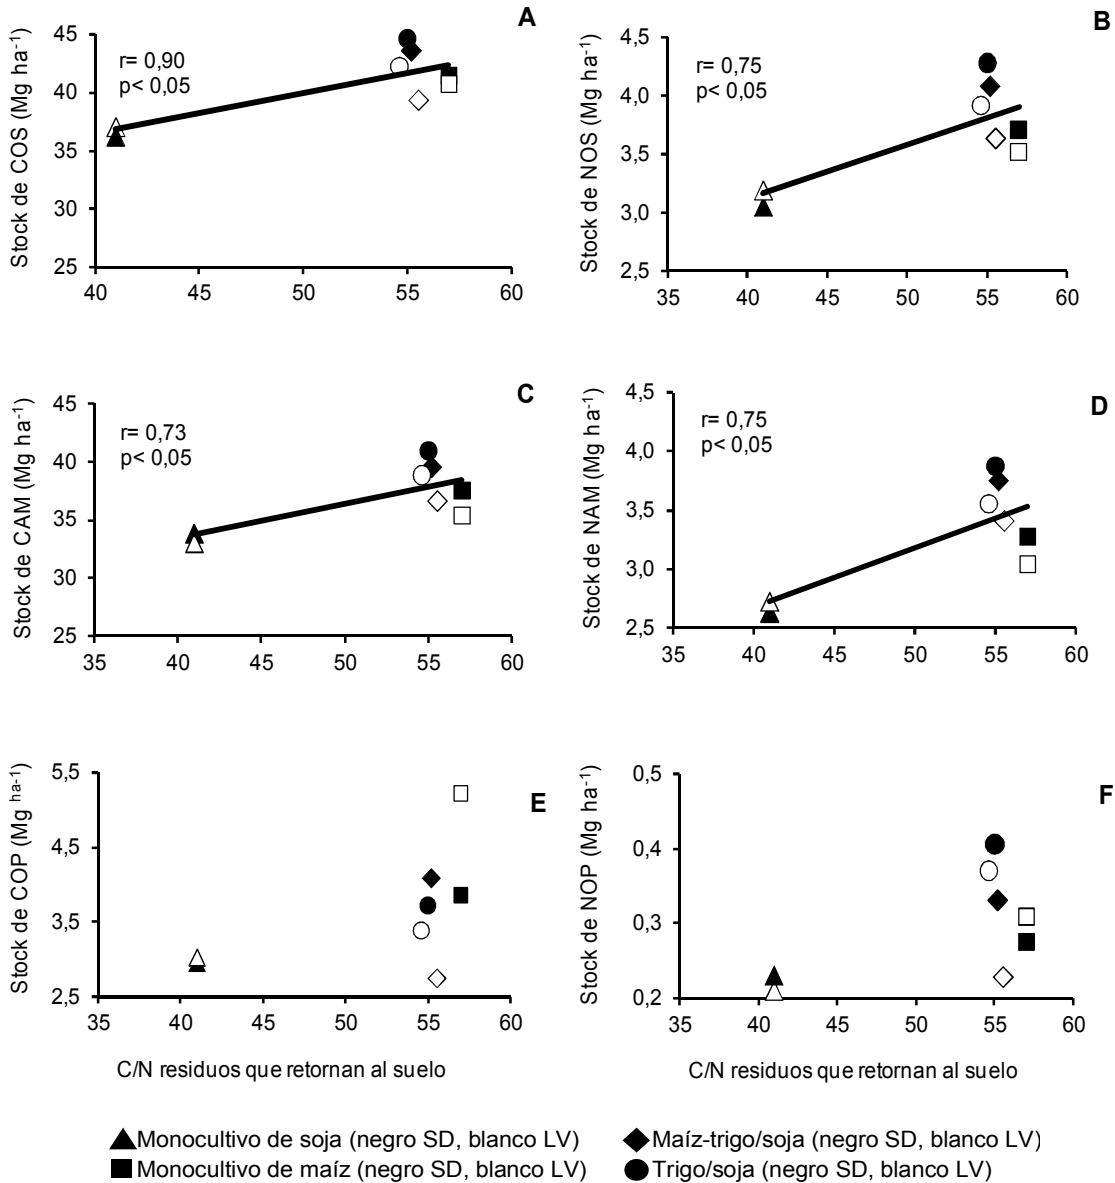 A
Stock de COS (Mg ha-1)
45
40
35
30
25
r= 0,90
p< 0,05
40 45 50 55 60
B
Stock de NOS (Mg ha-1)
4,5
4,0
3,5
3,0
2,5
r= 0,75
p< 0,05
35 40 45 50 55 60
C
Stock de CAM (Mg ha-1)
45
40
35
30
25
r= 0,73
p< 0,05
35 40 45 50 55 60
D
Stock de NAM (Mg ha-1)
4,5
4,0
3,5
3,0
2,5
r= 0,75
p< 0,05
35 40 45 50 55 60
E
Stock de COP (Mg ha-1)
5,5
4,5
3,5
2,5
35 40 45 50 55 60
C/N residuos que retornan al suelo
F
Stock de NOP (Mg ha-1)
0,5
0,4
0,3
0,2
35 40 45 50 55 60
C/N residuos que retornan al suelo
Monocultivo de soja (negro SD, blanco LV)
Maíz-trigo/soja (negro SD, blanco LV)
Monocultivo de maíz (negro SD, blanco LV)
Trigo/soja (negro SD, blanco LV)